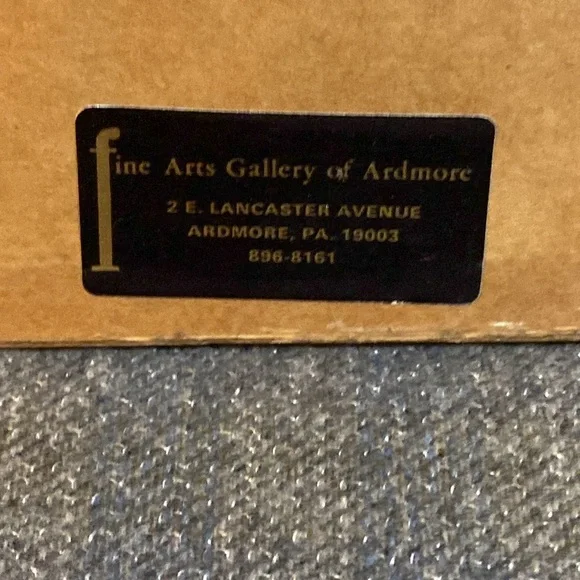 fine Arts Gallery of Ardmore
2 E. LANCASTER AVENUE
ARDMORE, PA. 19003
896-8161